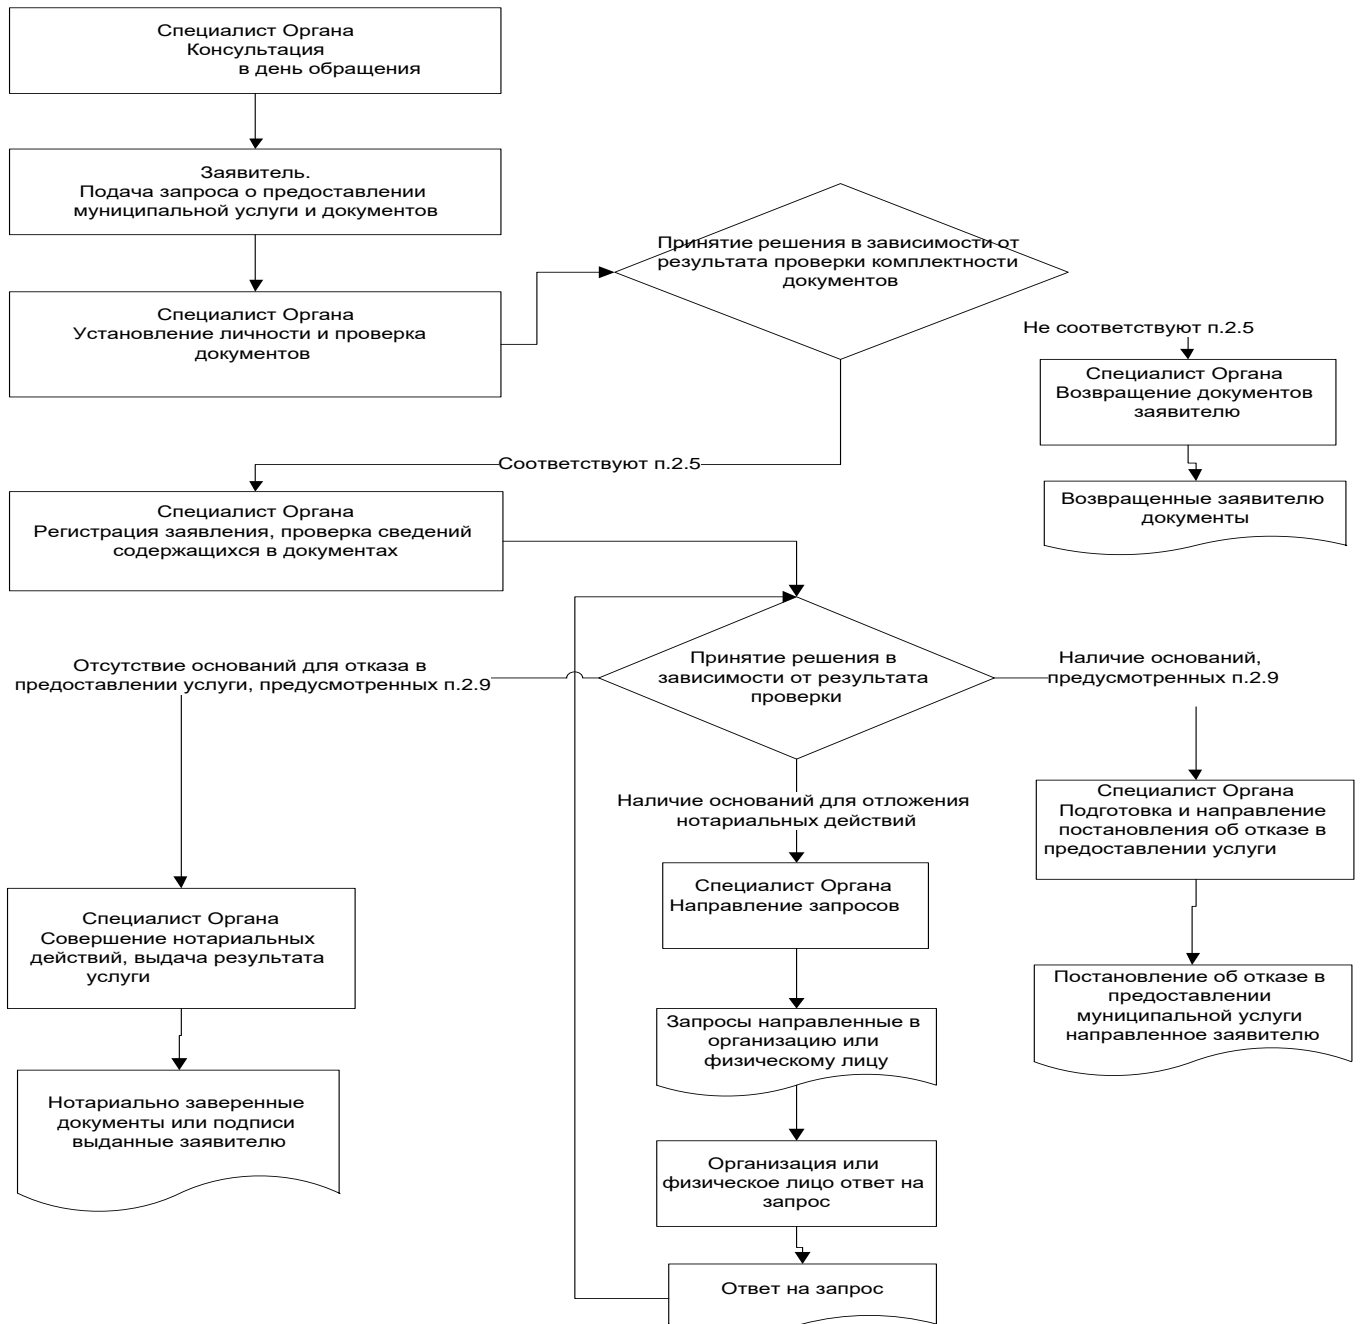 Специалист Органа
Консультация
в день обращения
Заявитель.
Подача запроса о предоставлении
муниципальной услуги и документов
Специалист Органа
Установление личности и проверка
документов
Принятие решения в зависимости от
результата проверки комплектности
документов
Не соответствуют п.2.5
Специалист Органа
Возвращение документов
заявителю
Возвращенные заявителю
документы
Соответствуют п.2.5
Специалист Органа
Регистрация заявления, проверка сведений
содержащихся в документах
Принятие решения в
зависимости от результата
проверки
Отсутствие оснований для отказа в
предоставлении услуги, предусмотренных п.2.9
Наличие оснований,
предусмотренных п.2.9
Наличие оснований для отложения
нотариальных действий
Специалист Органа
Подготовка и направление
постановления об отказе в
предоставлении услуги
Специалист Органа
Направление запросов
Специалист Органа
Совершение нотариальных
действий, выдача результата
услуги
Постановление об отказе в
предоставлении
муниципальной услуги
направленное заявителю
Запросы направленные в
организацию или
физическому лицу
Нотариально заверенные
документы или подписи
выданные заявителю
Организация или
физическое лицо ответ на
запрос
Ответ на запрос